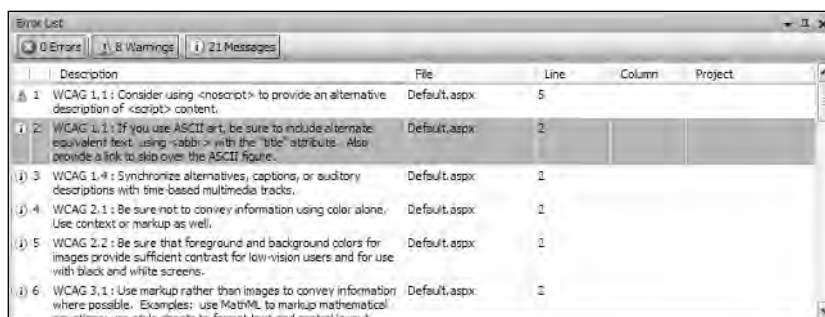 Error List
0 Errors 8 Warnings 21 Messages
Description File Line Column Project
1 WCAG 1.1 : Consider using <noscript> to provide an alternative Default.aspx 5
description of <script> content.
2 WCAG 1.1 : If you use ASCII art, be sure to include alternate Default.aspx 2
equivalent text, using <abbr> with the "title" attribute. Also
provide a link to skip over the ASCII figure.
3 WCAG 1.4 : Synchronize alternatives, captions, or auditory Default.aspx 2
descriptions with time-based multimedia tracks.
4 WCAG 2.1 : Be sure not to convey information using color alone. Default.aspx 2
Use context or markup as well.
5 WCAG 2.2 : Be sure that foreground and background colors for Default.aspx 2
images provide sufficient contrast for low-vision users and for use
with black and white screens.
6 WCAG 3.1 : Use markup rather than images to convey information Default.aspx 2
where possible. Examples: use MathML to markup mathematical